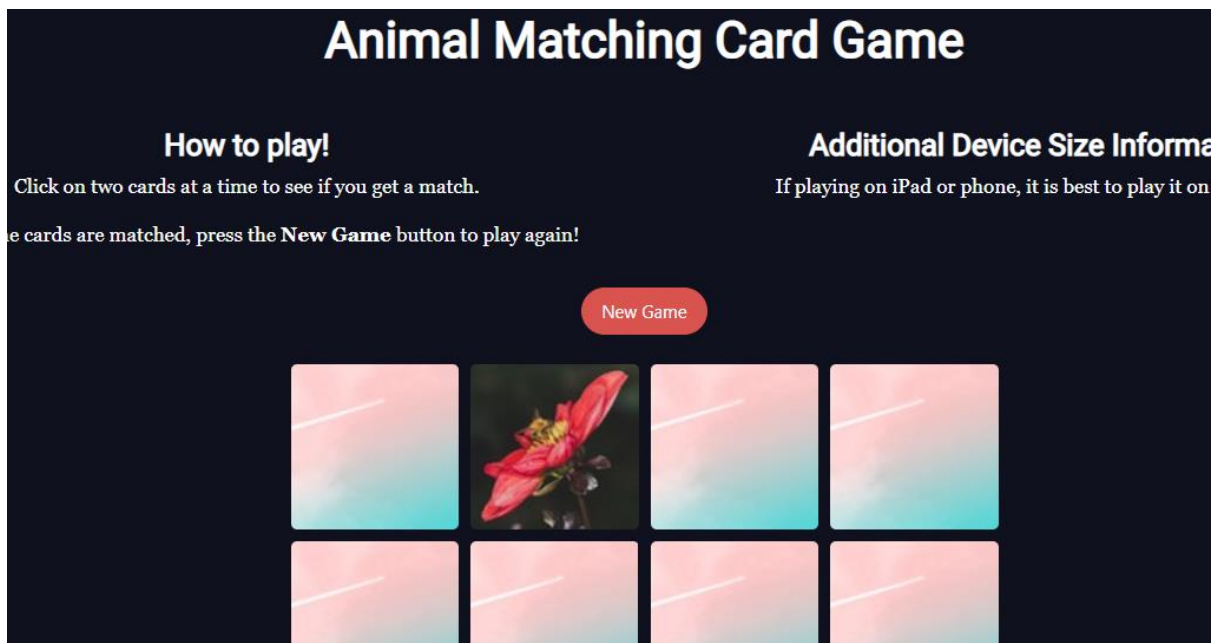 Animal Matching Card Game
How to play!
Click on two cards at a time to see if you get a match.
cards are matched, press the New Game button to play again!
Additional Device Size
If playing on iPad or phone, it is best to play it on
New Game